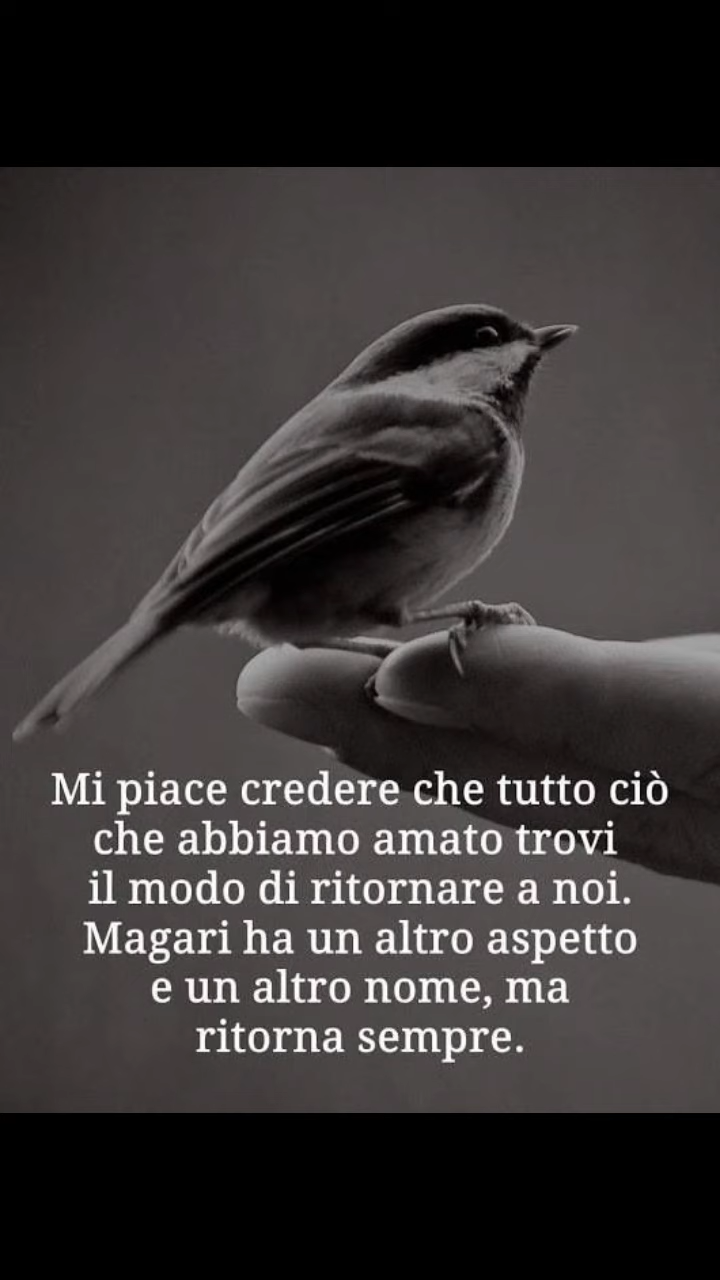 Mi piace credere che tutto ciò
che abbiamo amato trovi
il modo di ritornare a noi.
Magari ha un altro aspetto
e un altro nome, ma
ritorna sempre.